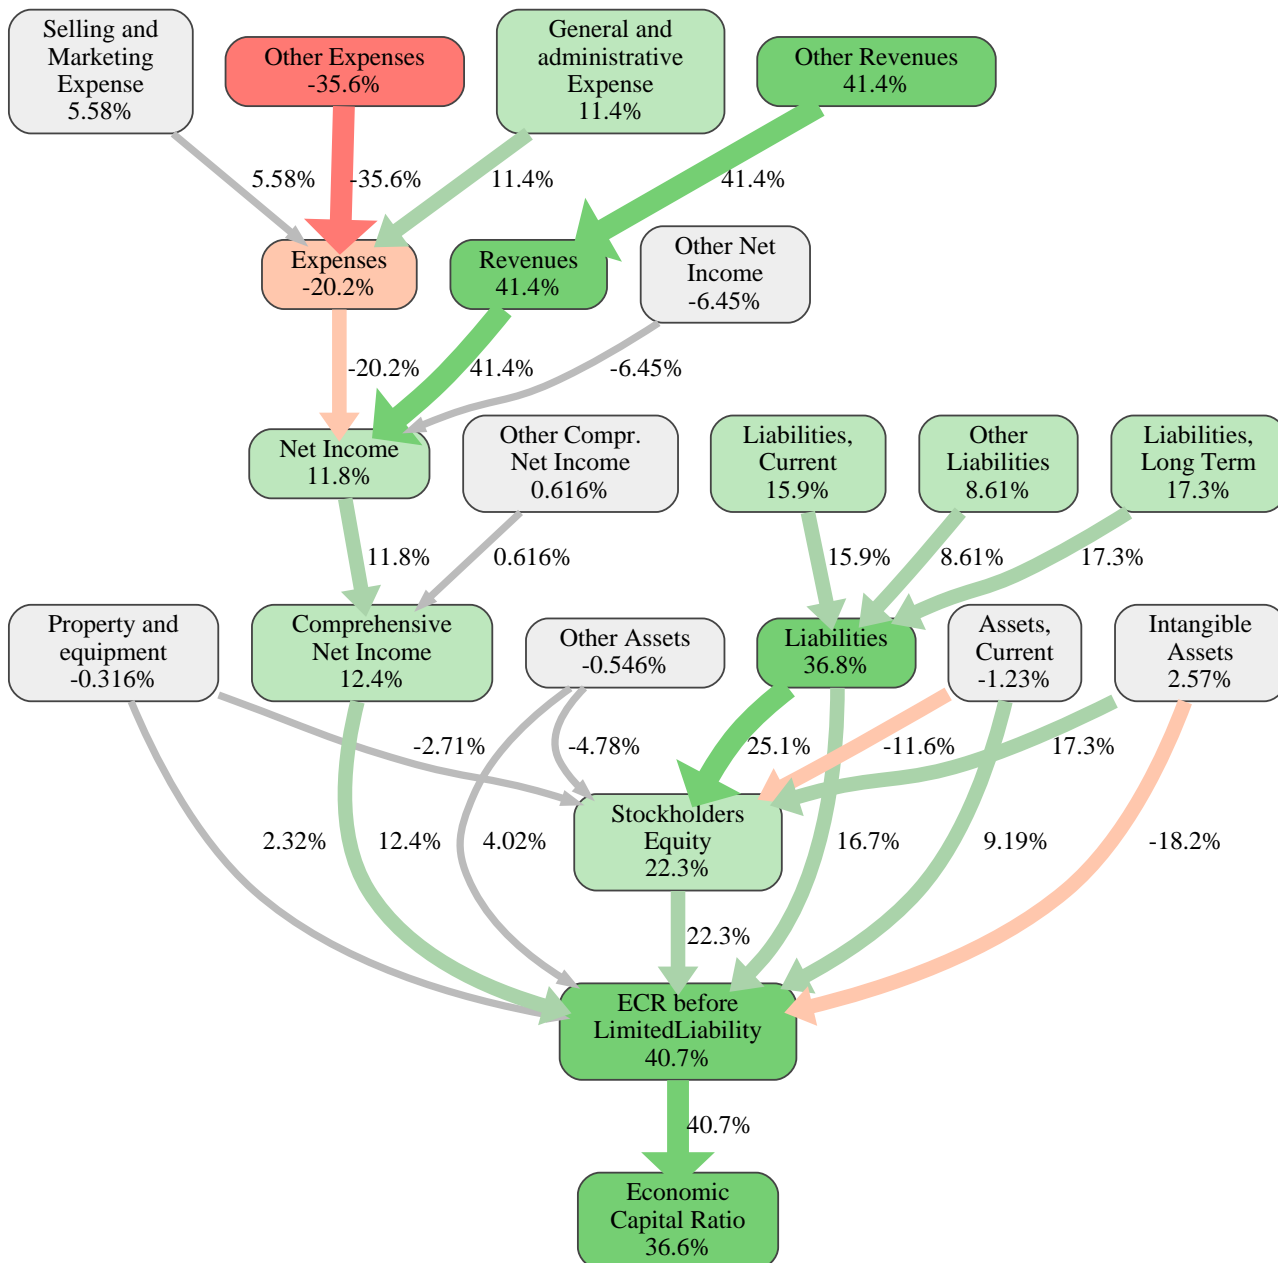 Selling and
Marketing
Expense
5.58%
Other Expenses
-35.6%
General and
administrative
Expense
11.4%
Other Revenues
41.4%
5.58%
-35.6%
11.4%
41.4%
Expenses
-20.2%
Revenues
41.4%
Other Net
Income
-6.45%
-20.2%
41.4%
-6.45%
Net Income
11.8%
Other Compr.
Net Income
0.616%
Liabilities,
Current
15.9%
Other
Liabilities
8.61%
Liabilities,
Long Term
17.3%
11.8%
0.616%
15.9%
8.61%
17.3%
Property and
equipment
-0.316%
Comprehensive
Net Income
12.4%
Other Assets
-0.546%
Liabilities
36.8%
Assets,
Current
-1.23%
Intangible
Assets
2.57%
-2.71%
-4.78%
25.1%
-11.6%
17.3%
Stockholders
Equity
22.3%
2.32%
12.4%
4.02%
16.7%
9.19%
-18.2%
22.3%
ECR before
LimitedLiability
40.7%
40.7%
Economic
Capital Ratio
36.6%